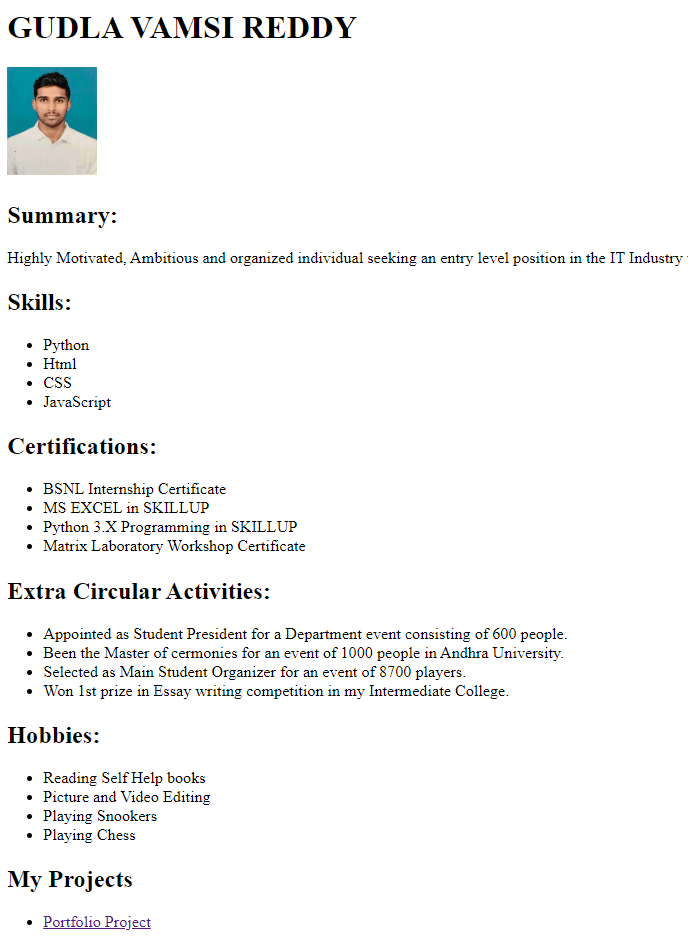 GUDLA VAMSI REDDY
Summary:
Highly Motivated, Ambitious and organized individual seeking an entry level position in the IT Industry
Skills:
Python
Html
CSS
JavaScript
Certifications:
BSNL Internship Certificate
MS EXCEL in SKILLUP
Python 3.X Programming in SKILLUP
Matrix Laboratory Workshop Certificate
Extra Circular Activities:
Appointed as Student President for a Department event consisting of 600 people.
Been the Master of cermonies for an event of 1000 people in Andhra University.
Selected as Main Student Organizer for an event of 8700 players.
Won 1st prize in Essay writing competition in my Intermediate College.
Hobbies:
Reading Self Help books
Picture and Video Editing
Playing Snookers
Playing Chess
My Projects
Portfolio Project